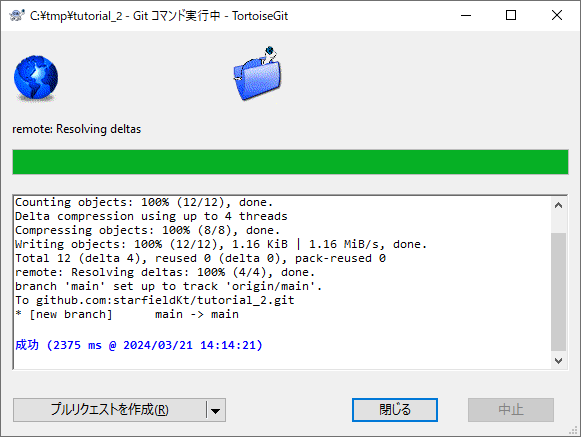 C:¥tmp¥tutorial_2 - Git コマンド実行中 - TortoiseGit
remote: Resolving deltas
Counting objects: 100% (12/12), done.
Delta compression using up to 4 threads
Compressing objects: 100% (8/8), done.
Writing objects: 100% (12/12), 1.16 KiB | 1.16 MiB/s, done.
Total 12 (delta 4), reused 0 (delta 0), pack-reused 0
remote: Resolving deltas: 100% (4/4), done.
branch 'main' set up to track 'origin/main'.
To github.com:starfieldKt/tutorial_2.git
* [new branch]      main -> main
成功 (2375 ms @ 2024/03/21 14:14:21)
プルリクエストを作成(R)
閉じる
中止